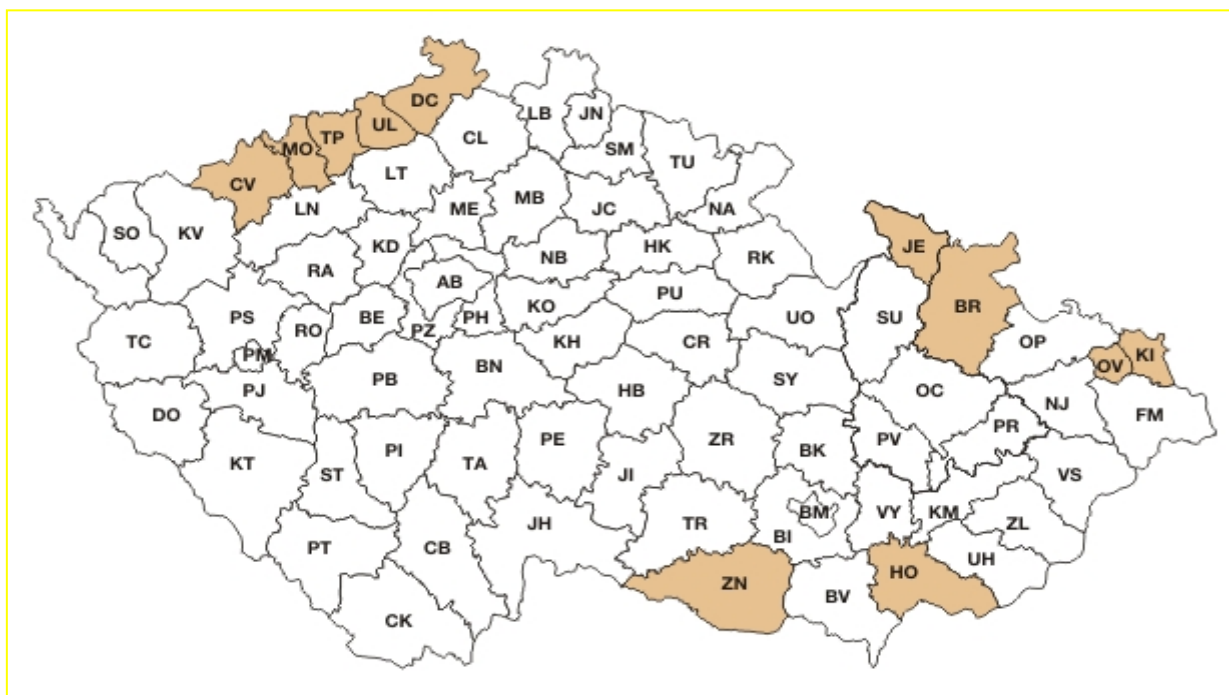 DC
LB
JN
UL
TP
MO
CL
SM
TU
CV
LT
MB
JC
NA
LN
ME
SO
KV
KD
HK
JE
NB
RK
RA
AB
PU
BR
KO
PS
RO
BE
PZ
PH
UO
SU
TC
KH
CR
OP
PM
KI
OV
BN
PB
SY
PJ
HB
OC
NJ
DO
FM
PE
ZR
PR
PI
PV
BK
KT
ST
TA
JI
VS
BM
VY
KM
JH
TR
ZL
BI
PT
CB
UH
HO
ZN
BV
CK